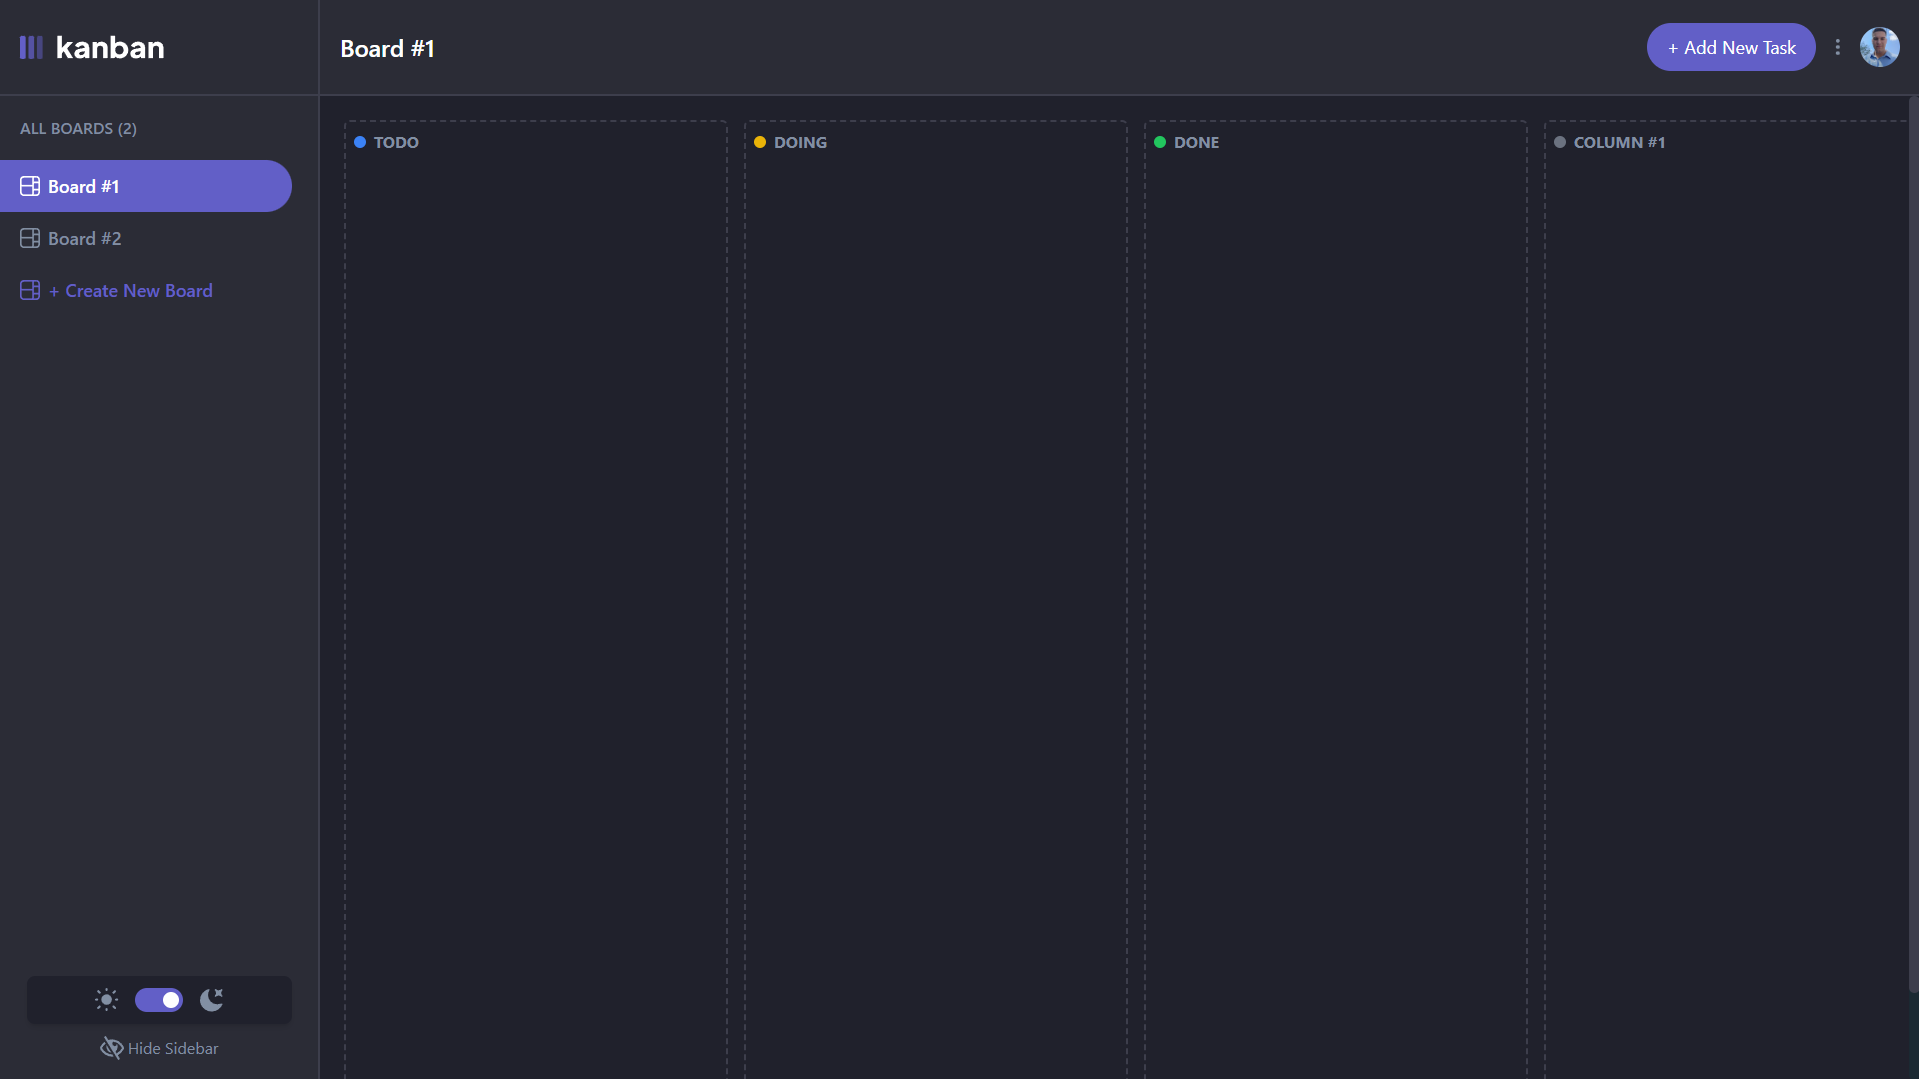 kanban
Board #1
+ Add New Task
ALL BOARDS (2)
Board #1
Board #2
+ Create New Board
TODO
DOING
DONE
COLUMN #1
Hide Sidebar